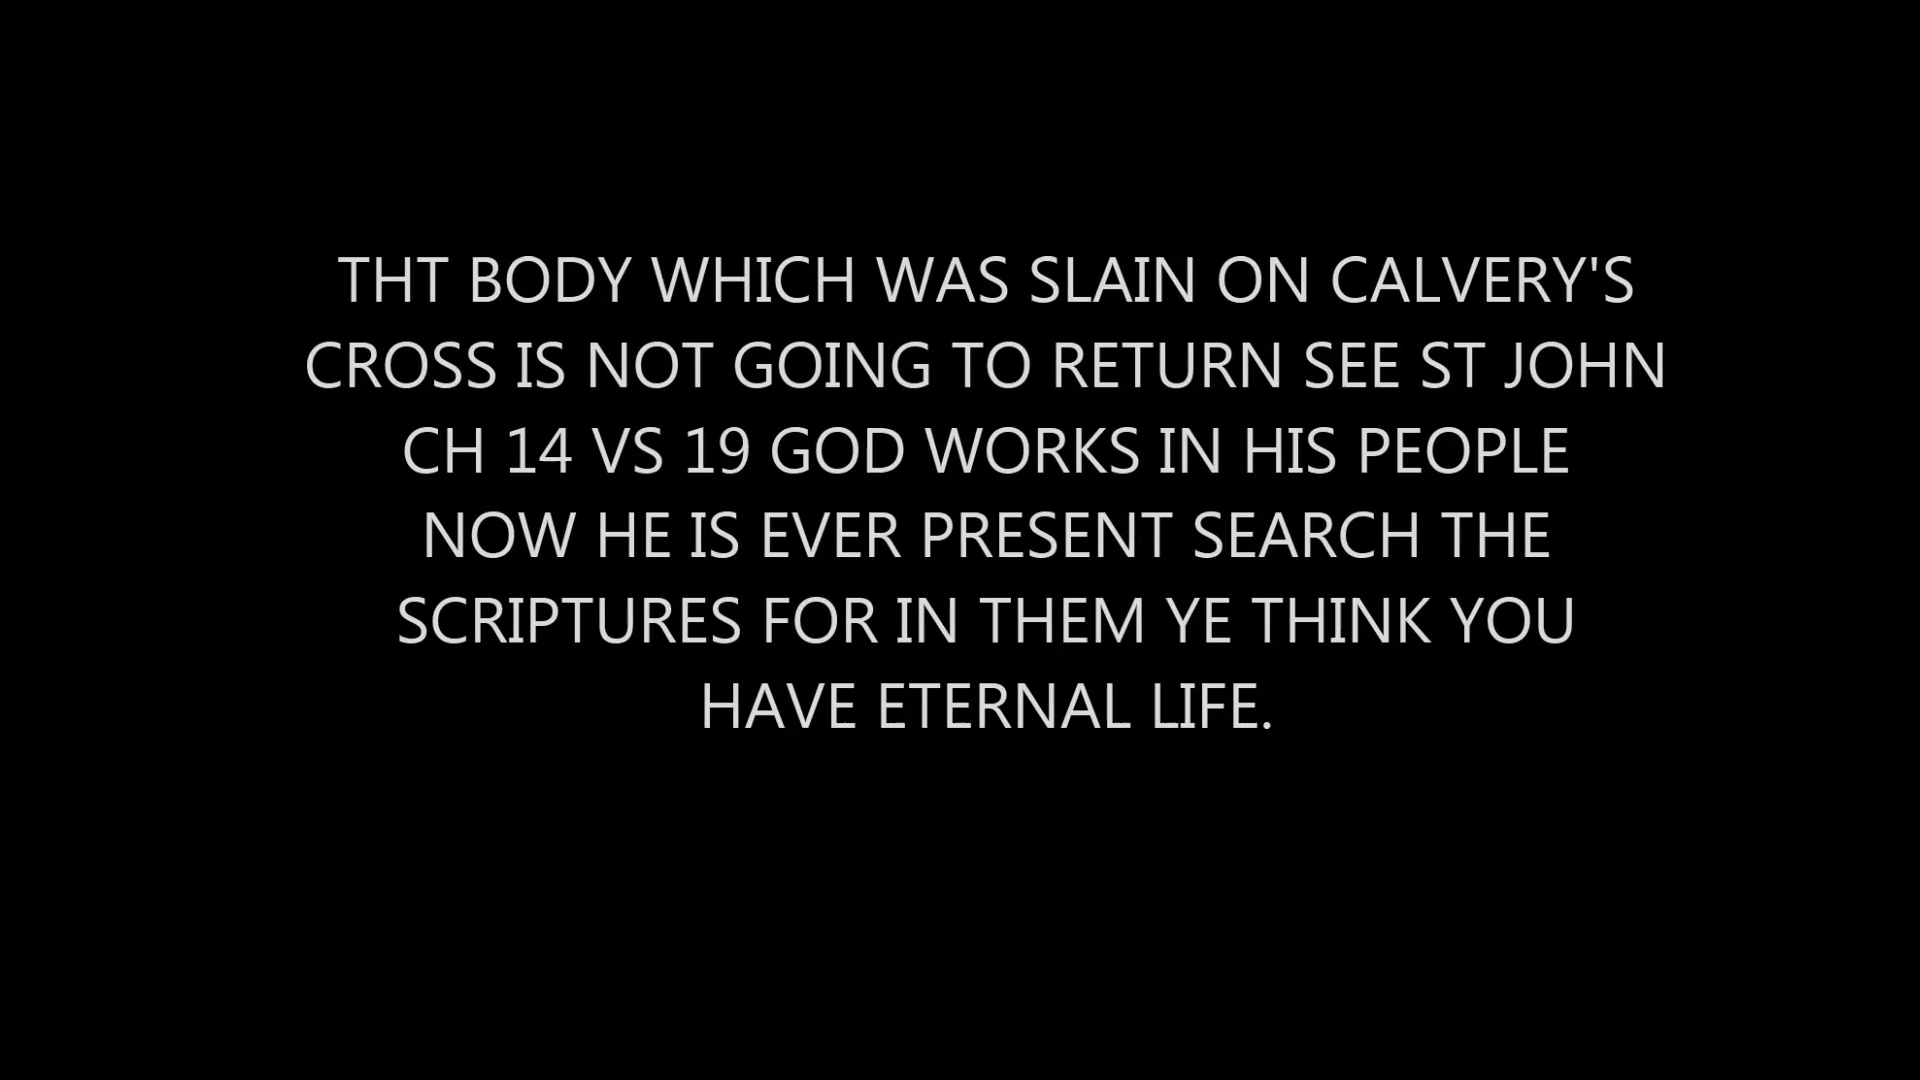 THT BODY WHICH WAS SLAIN ON CALVERY'S
CROSS IS NOT GOING TO RETURN SEE ST JOHN
CH 14 VS 19 GOD WORKS IN HIS PEOPLE
NOW HE IS EVER PRESENT SEARCH THE
SCRIPTURES FOR IN THEM YE THINK YOU
HAVE ETERNAL LIFE.